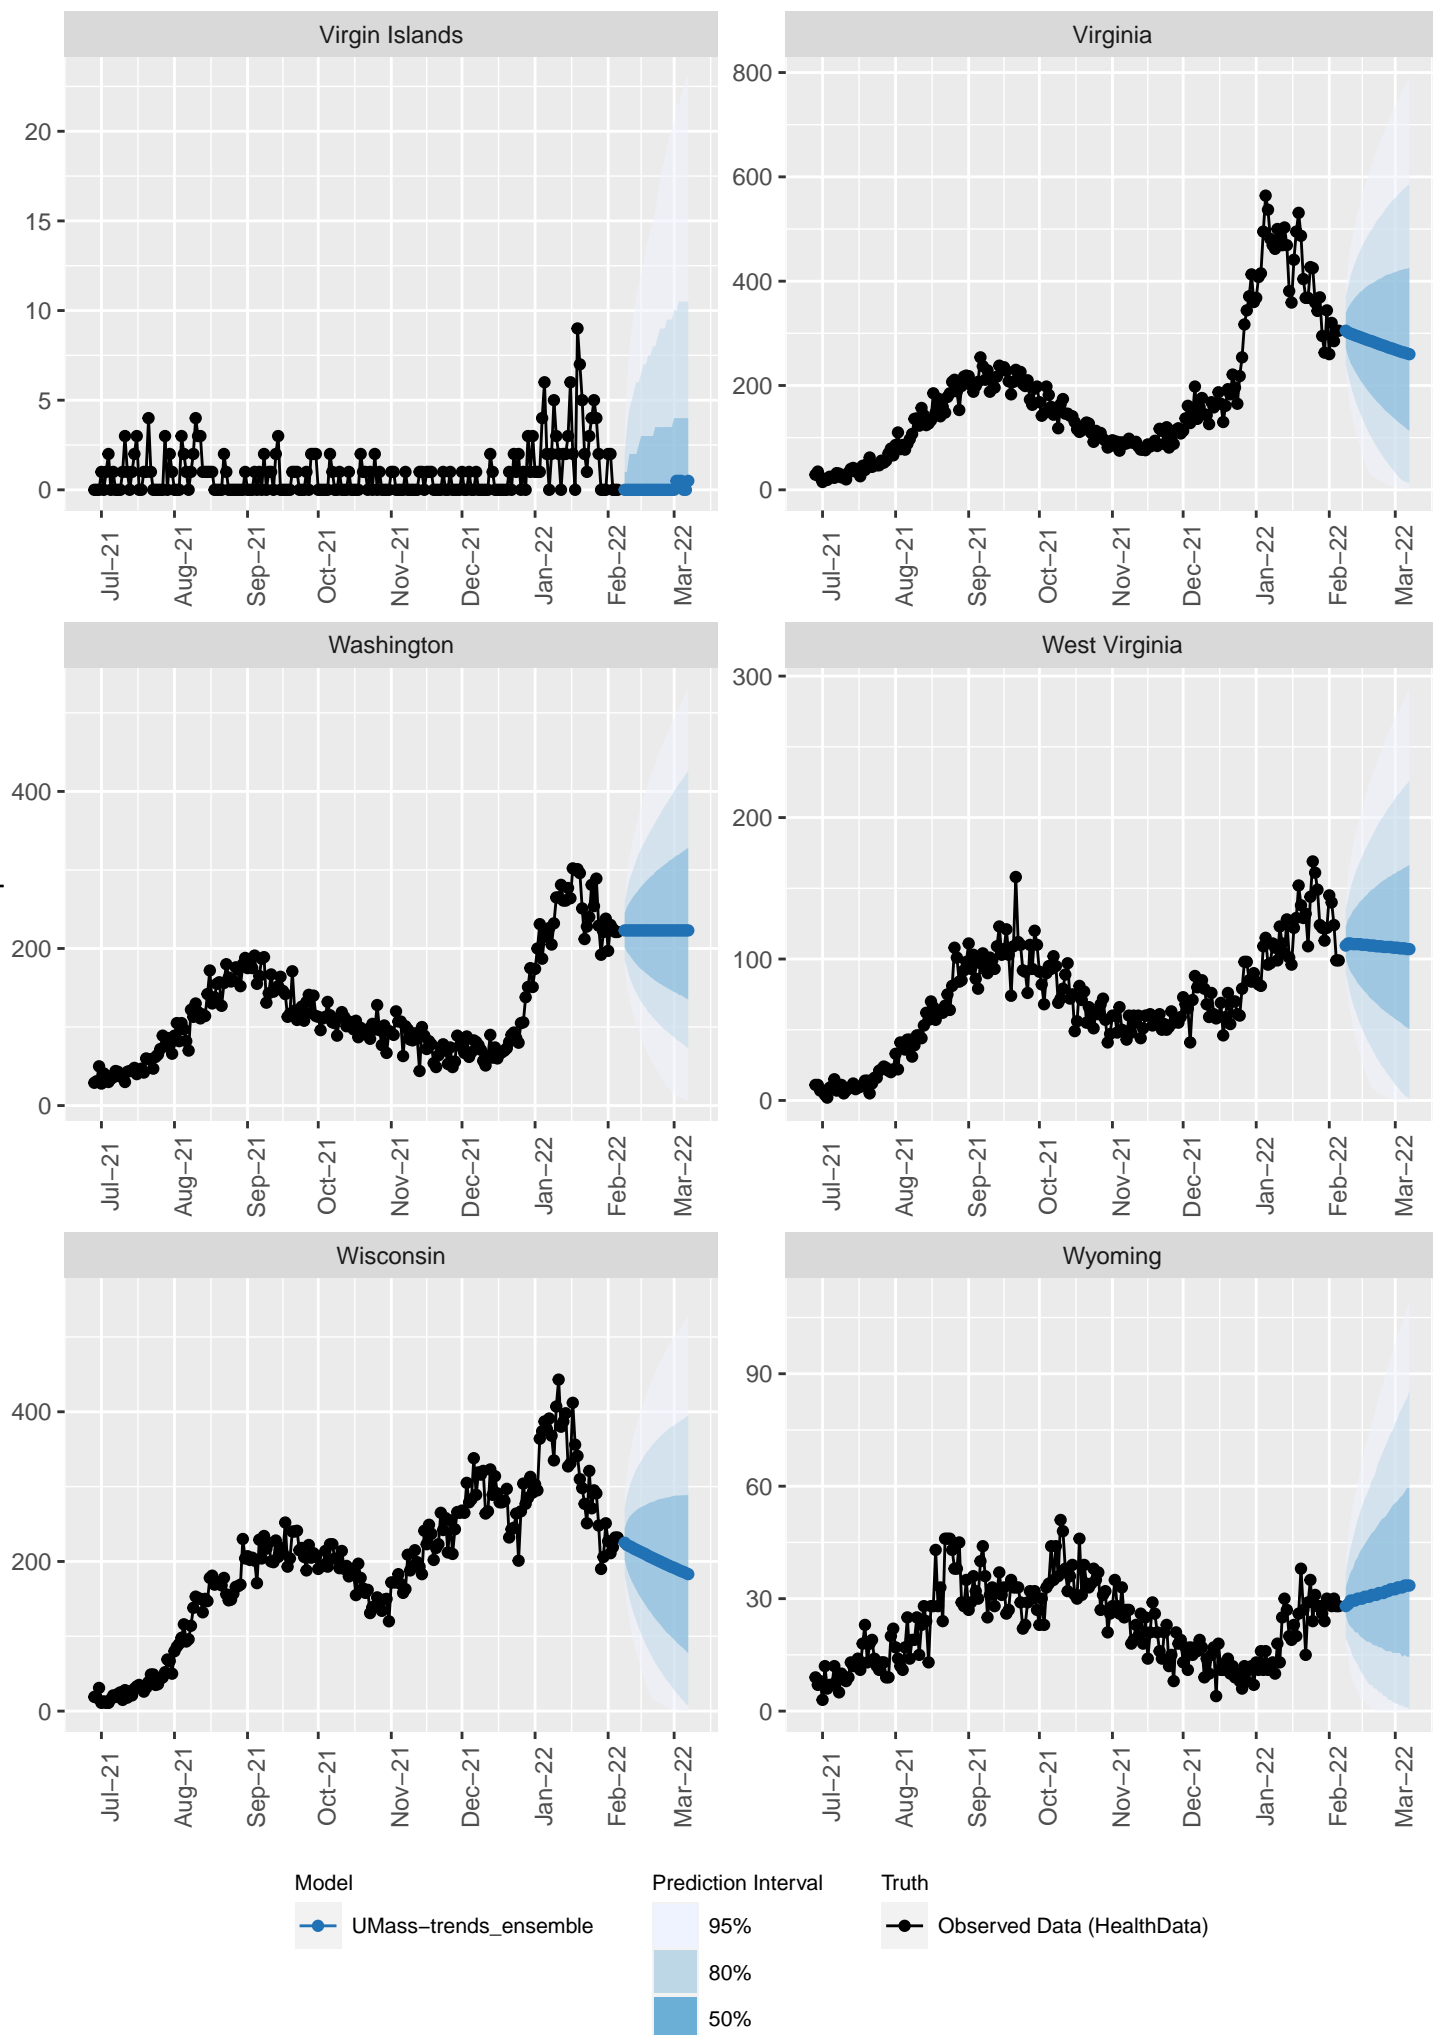 Virgin Islands
Virginia
20
15
10
5
0
800
600
400
200
0
Jul−21
Aug−21
Sep−21
Oct−21
Nov−21
Dec−21
Jan−22
Feb−22
Mar−22
Jul−21
Aug−21
Sep−21
Oct−21
Nov−21
Dec−21
Jan−22
Feb−22
Mar−22
Washington
West Virginia
400
200
0
300
200
100
0
Jul−21
Aug−21
Sep−21
Oct−21
Nov−21
Dec−21
Jan−22
Feb−22
Mar−22
Jul−21
Aug−21
Sep−21
Oct−21
Nov−21
Dec−21
Jan−22
Feb−22
Mar−22
Wisconsin
Wyoming
400
200
0
90
60
30
0
Jul−21
Aug−21
Sep−21
Oct−21
Nov−21
Dec−21
Jan−22
Feb−22
Mar−22
Jul−21
Aug−21
Sep−21
Oct−21
Nov−21
Dec−21
Jan−22
Feb−22
Mar−22
Model
UMass−trends_ensemble
Prediction Interval
95%
80%
50%
Truth
Observed Data (HealthData)